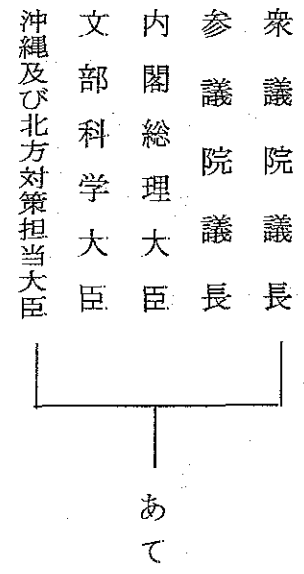 衆議院議長
参議院議長
内閣総理大臣
文部科学大臣
沖縄及び北方対策担当大臣
あて